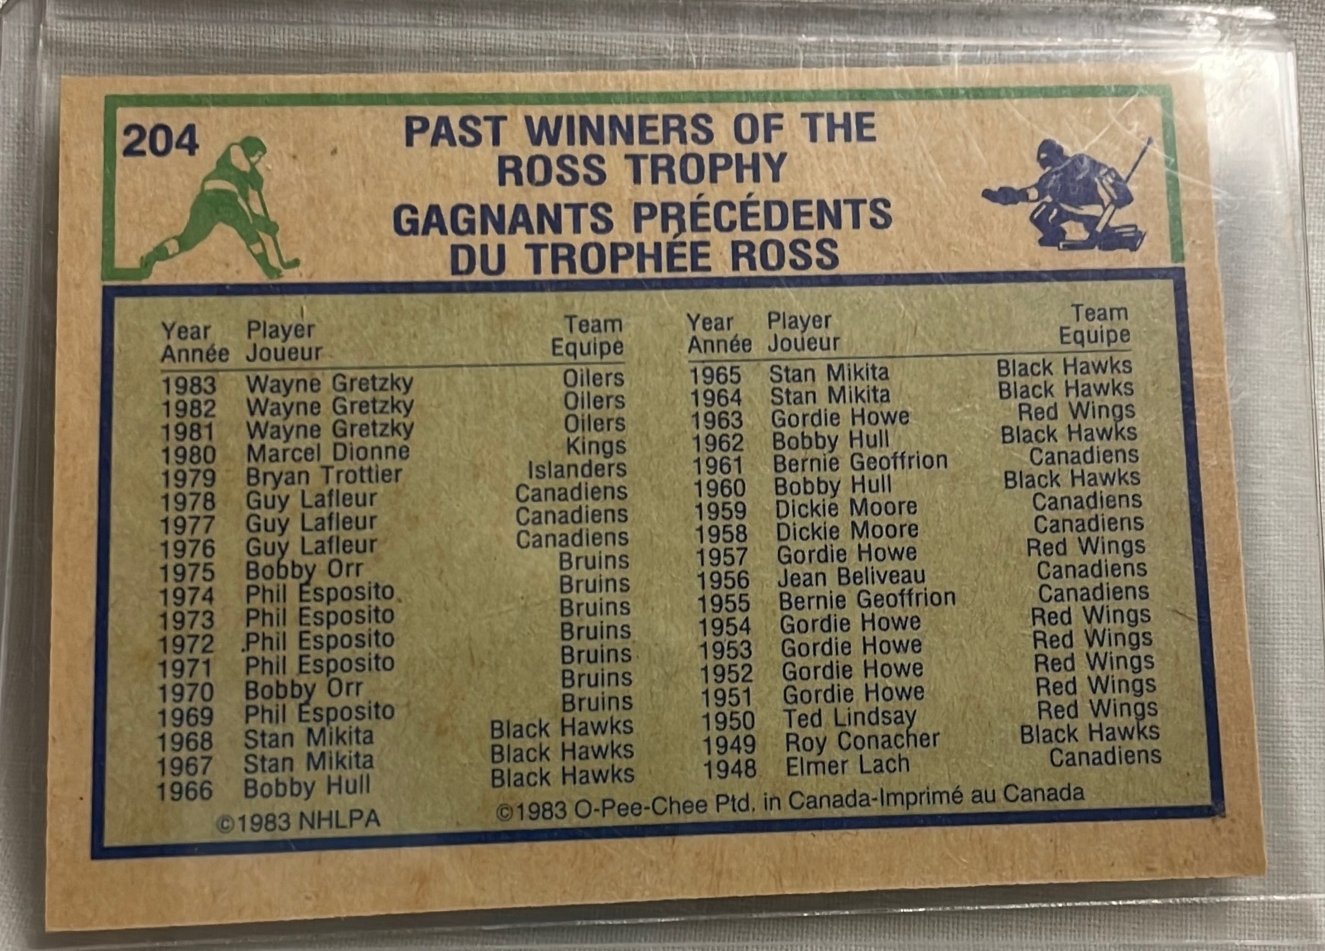 204
PAST WINNERS OF THE
ROSS TROPHY
GAGNANTS PRÉCÉDENTS
DU TROPHÉE ROSS
Year Player Team
Année Joueur Equipe
1983 Wayne Gretzky Oilers
1982 Wayne Gretzky Oilers
1981 Wayne Gretzky Oilers
1980 Marcel Dionne Kings
1979 Bryan Trottier Islanders
1978 Guy Lafleur Canadiens
1977 Guy Lafleur Canadiens
1976 Guy Lafleur Canadiens
1975 Bobby Orr Bruins
1974 Phil Esposito Bruins
1973 Phil Esposito Bruins
1972 Phil Esposito Bruins
1971 Phil Esposito Bruins
1970 Bobby Orr Bruins
1969 Phil Esposito Bruins
1968 Stan Mikita Black Hawks
1967 Stan Mikita Black Hawks
1966 Bobby Hull Black Hawks
Year Player Team
Année Joueur Equipe
1965 Stan Mikita Black Hawks
1964 Stan Mikita Black Hawks
1963 Gordie Howe Red Wings
1962 Bobby Hull Black Hawks
1961 Bernie Geoffrion Canadiens
1960 Bobby Hull Black Hawks
1959 Dickie Moore Canadiens
1958 Dickie Moore Canadiens
1957 Gordie Howe Red Wings
1956 Jean Beliveau Canadiens
1955 Bernie Geoffrion Canadiens
1954 Gordie Howe Red Wings
1953 Gordie Howe Red Wings
1952 Gordie Howe Red Wings
1951 Gordie Howe Red Wings
1950 Ted Lindsay Red Wings
1949 Roy Conacher Black Hawks
1948 Elmer Lach Canadiens
©1983 NHLPA
©1983 O-Pee-Chee Ptd. in Canada-Imprimé au Canada